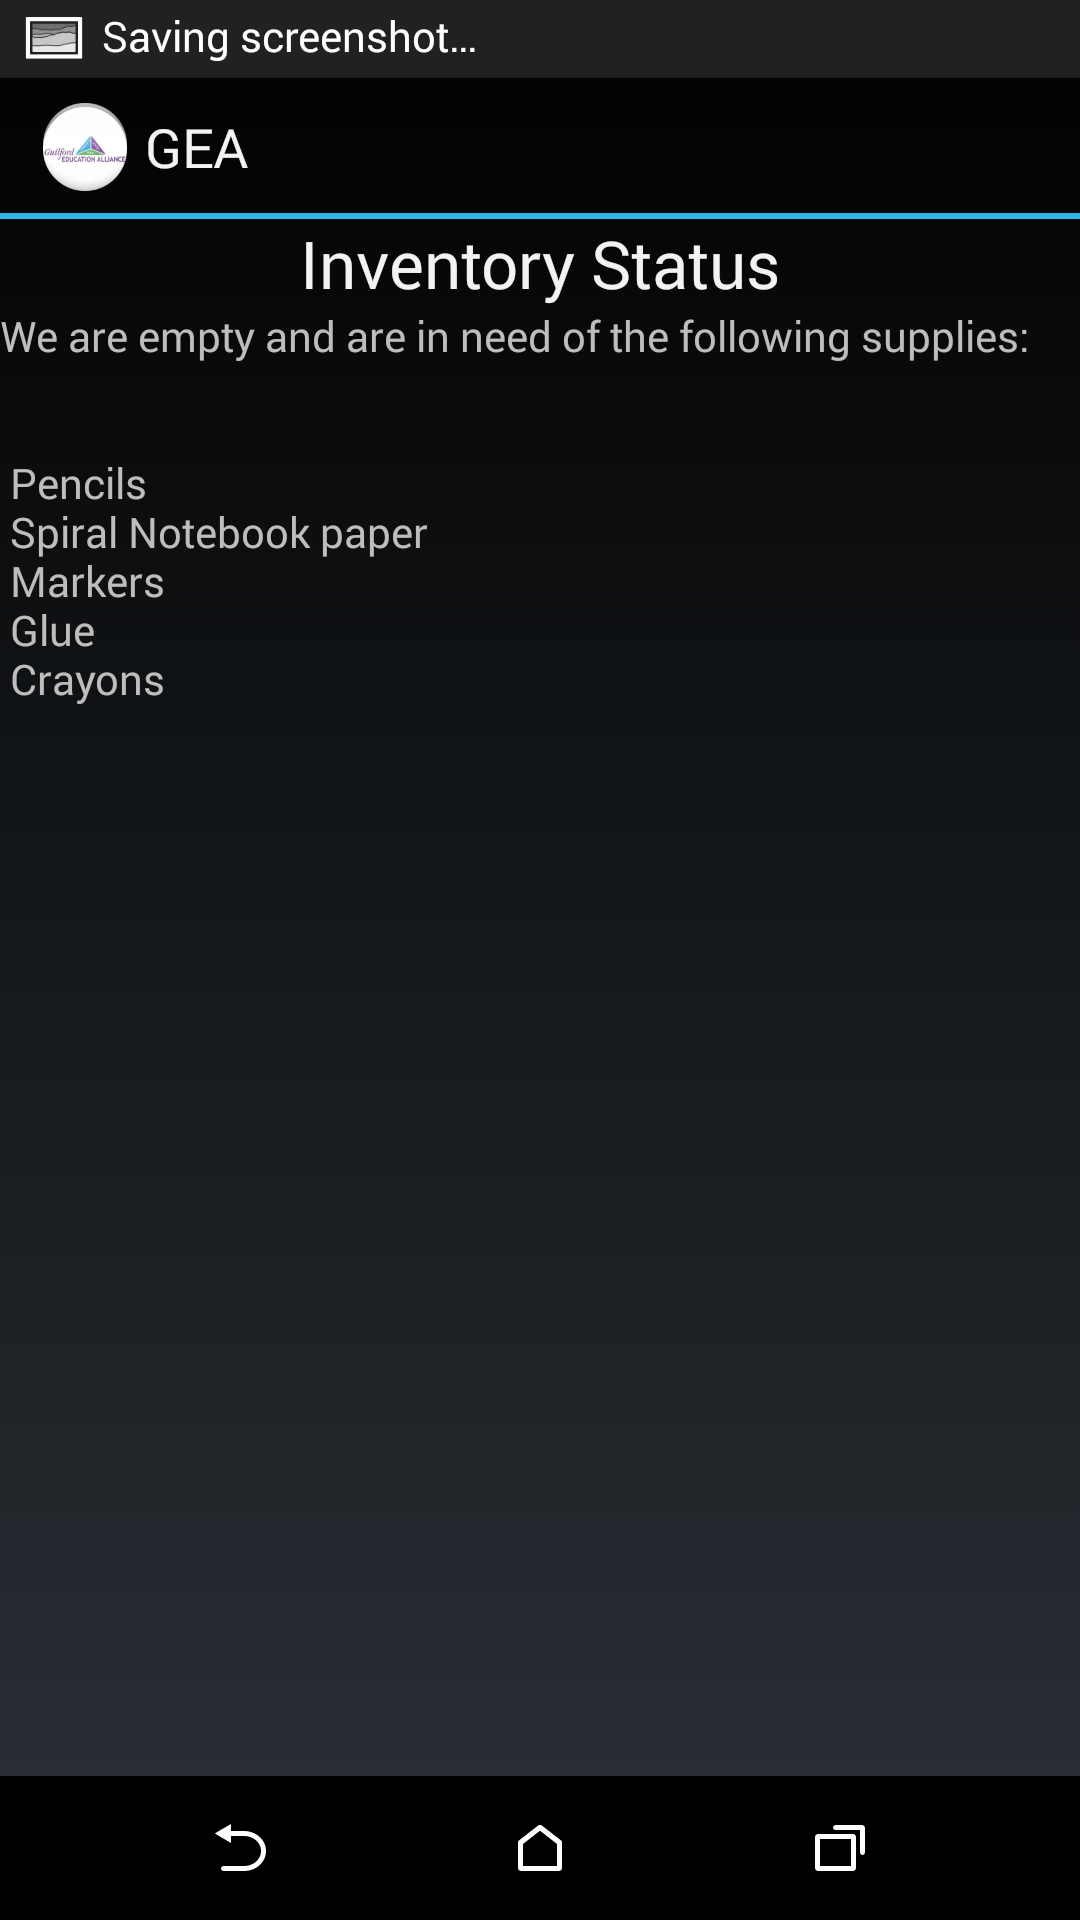 Saving screenshot...
Guilford
EDUCATION ALLIANCE
GEA
Inventory Status
We are empty and are in need of the following supplies:
Pencils
Spiral Notebook paper
Markers
Glue
Crayons